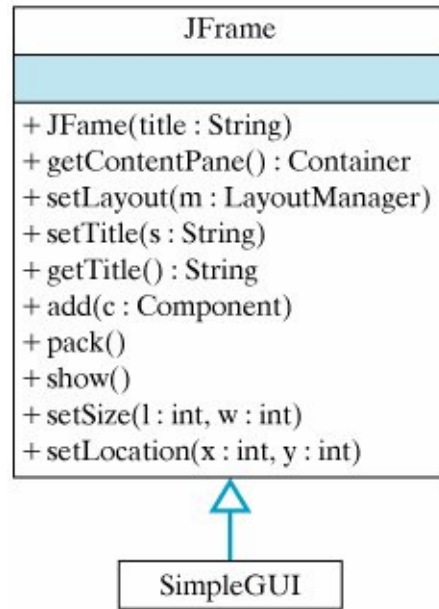 JFrame
+ JFame(title : String)
+ getContentPane() : Container
+ setLayout(m : LayoutManager)
+ setTitle(s : String)
+ getTitle() : String
+ add(c : Component)
+ pack()
+ show()
+ setSize(l : int, w : int)
+ setLocation(x : int, y : int)
SimpleGUI